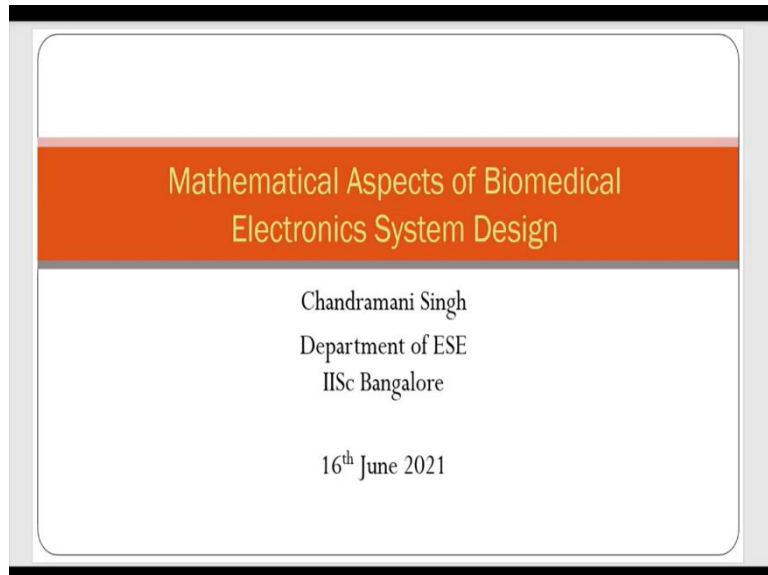 Mathematical Aspects of Biomedical
Electronics System Design
Chandramani Singh
Department of ESE
IISc Bangalore
16th June 2021